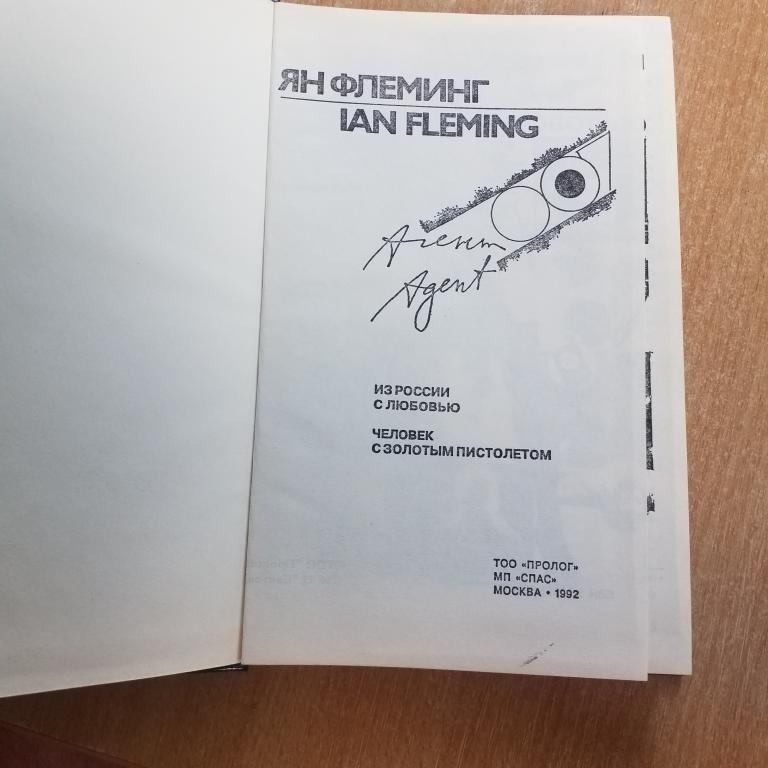 ЯН ФЛЕМИНГ
IAN FLEMING
Агент
Agent
ИЗ РОССИИ
С ЛЮБОВЬЮ
ЧЕЛОВЕК
С ЗОЛОТЫМ ПИСТОЛЕТОМ
ТОО «ПРОЛОГ»
МП «СПАС»
МОСКВА • 1992